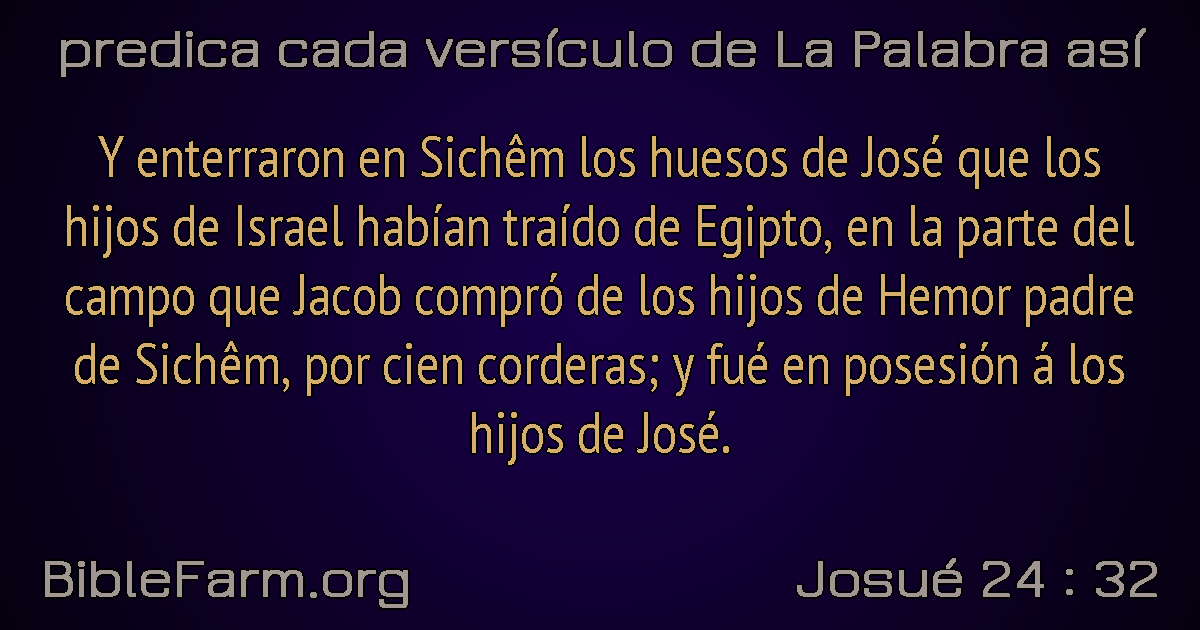 predica cada versículo de La Palabra así
Y enterraron en Sichêm los huesos de José que los
hijos de Israel habían traído de Egipto, en la parte del
campo que Jacob compró de los hijos de Hemor padre
de Sichêm, por cien corderas; y fué en posesión á los
hijos de José.
BibleFarm.org
Josué 24 : 32